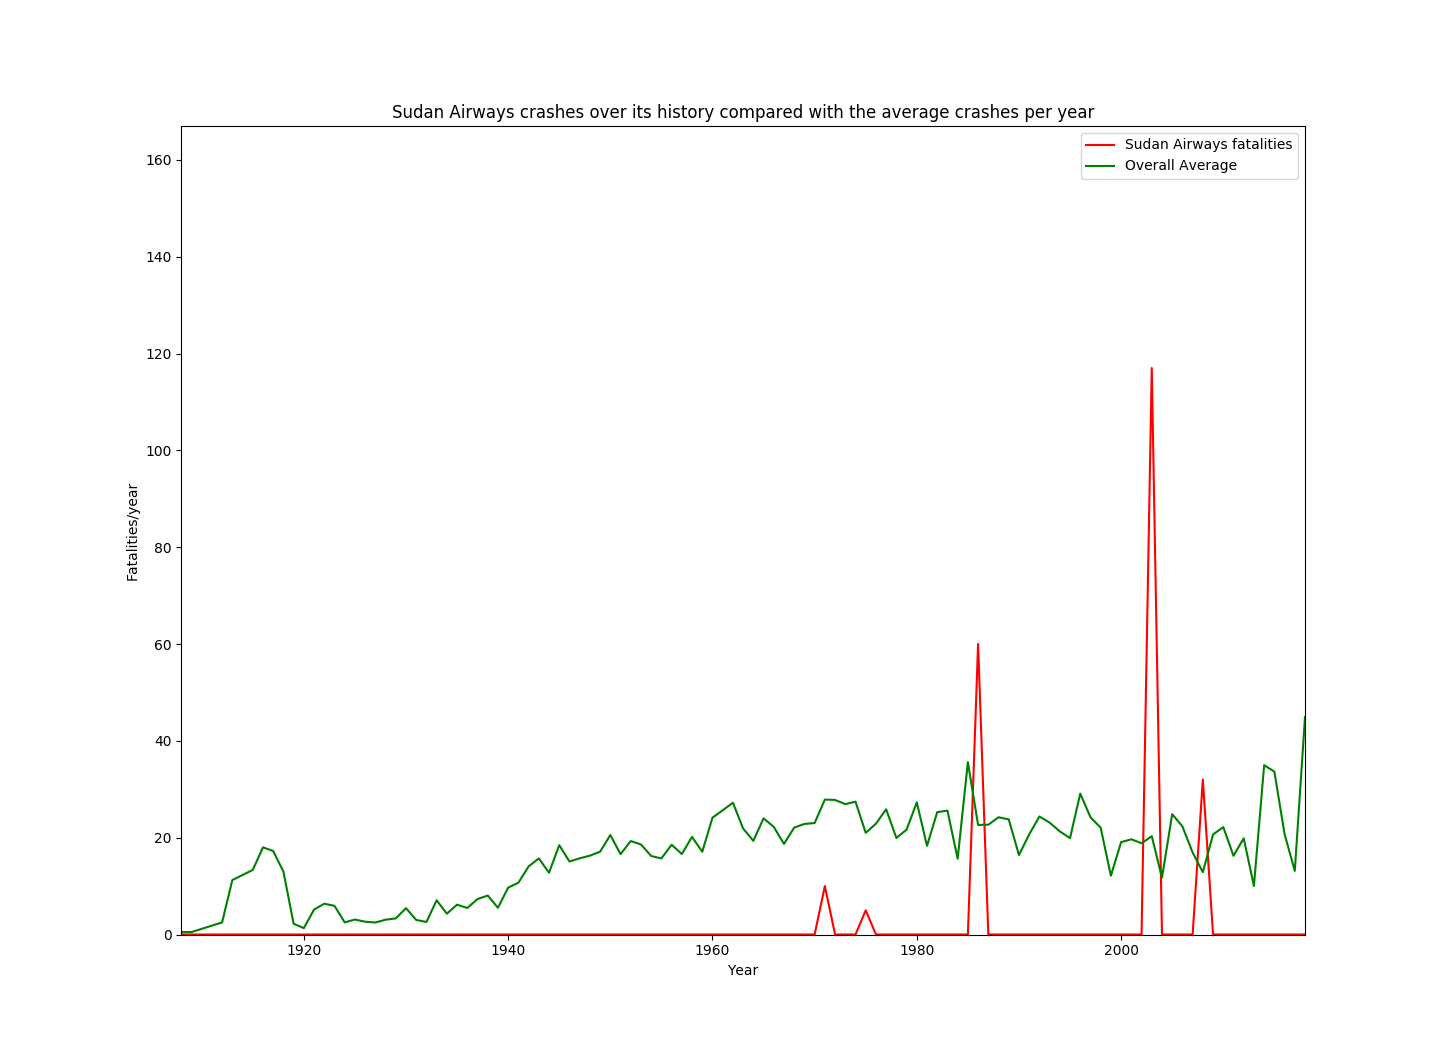 Sudan Airways crashes over its history compared with the average crashes per year
Sudan Airways fatalities
Overall Average
160
140
120
100
80
60
40
20
0
Fatalities/year
1920 1940 1960 1980 2000
Year